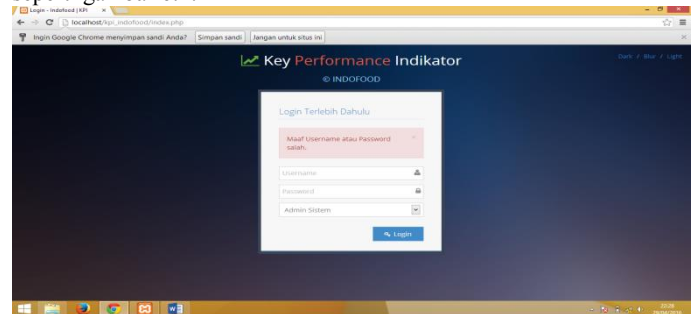 Login - Indofood | KPI
localhost/kpi_indofood/index.php
Ingin Google Chrome menyimpan sandi Anda? Simpan sandi Jangan untuk situs ini
Key Performance Indikator
Dark / Blur / Light
© INDOFOOD
Login Terlebih Dahulu
Maaf Username atau Password
salah.
Username
Password
Admin Sistem
Login